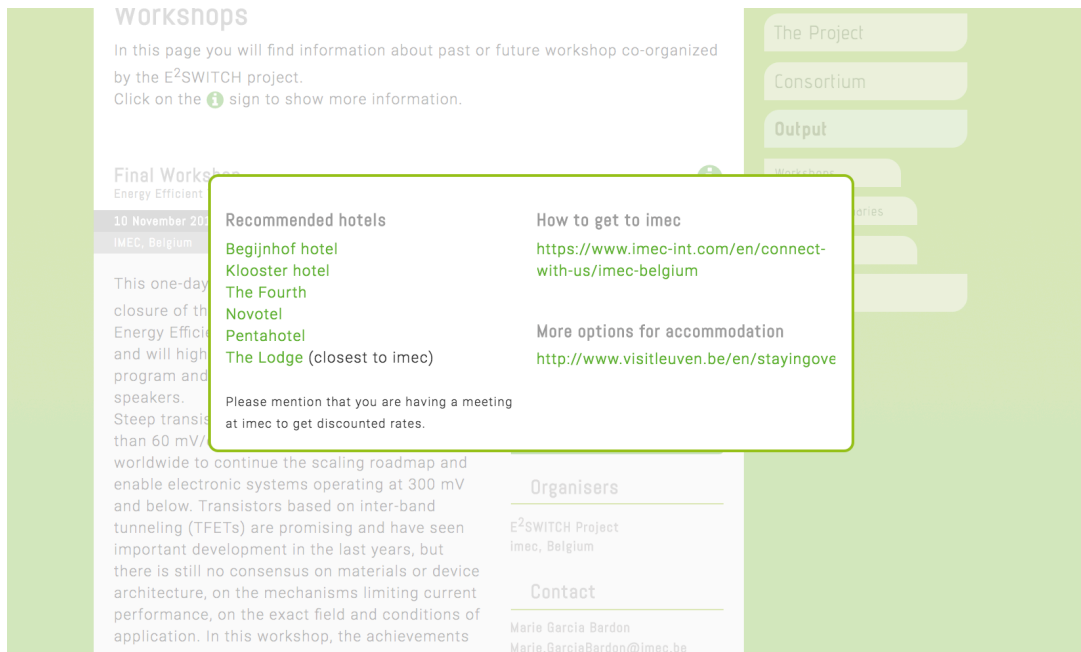 Workshops
In this page you will find information about past or future workshop co-organized
by the E²SWITCH project.
Click on the sign to show more information.
Final Workshop
Energy Efficient
10 November 201
IMEC, Belgium
This one-day
closure of th
Energy Effici
and will high
program and
speakers.
Steep transis
than 60 mV/
worldwide to continue the scaling roadmap and
enable electronic systems operating at 300 mV
and below. Transistors based on inter-band
tunneling (TFETs) are promising and have seen
important development in the last years, but
there is still no consensus on materials or device
architecture, on the mechanisms limiting current
performance, on the exact field and conditions of
application. In this workshop, the achievements
Recommended hotels
Begijnhof hotel
Klooster hotel
The Fourth
Novotel
Pentahotel
The Lodge (closest to imec)
Please mention that you are having a meeting
at imec to get discounted rates.
How to get to imec
https://www.imec-int.com/en/connect-
with-us/imec-belgium
More options for accommodation
http://www.visitleuven.be/en/stayingove
Organisers
E²SWITCH Project
imec, Belgium
Contact
Marie Garcia Bardon
Marie.GarciaBardon@imec.be
The Project
Consortium
Output
Workshops
aries